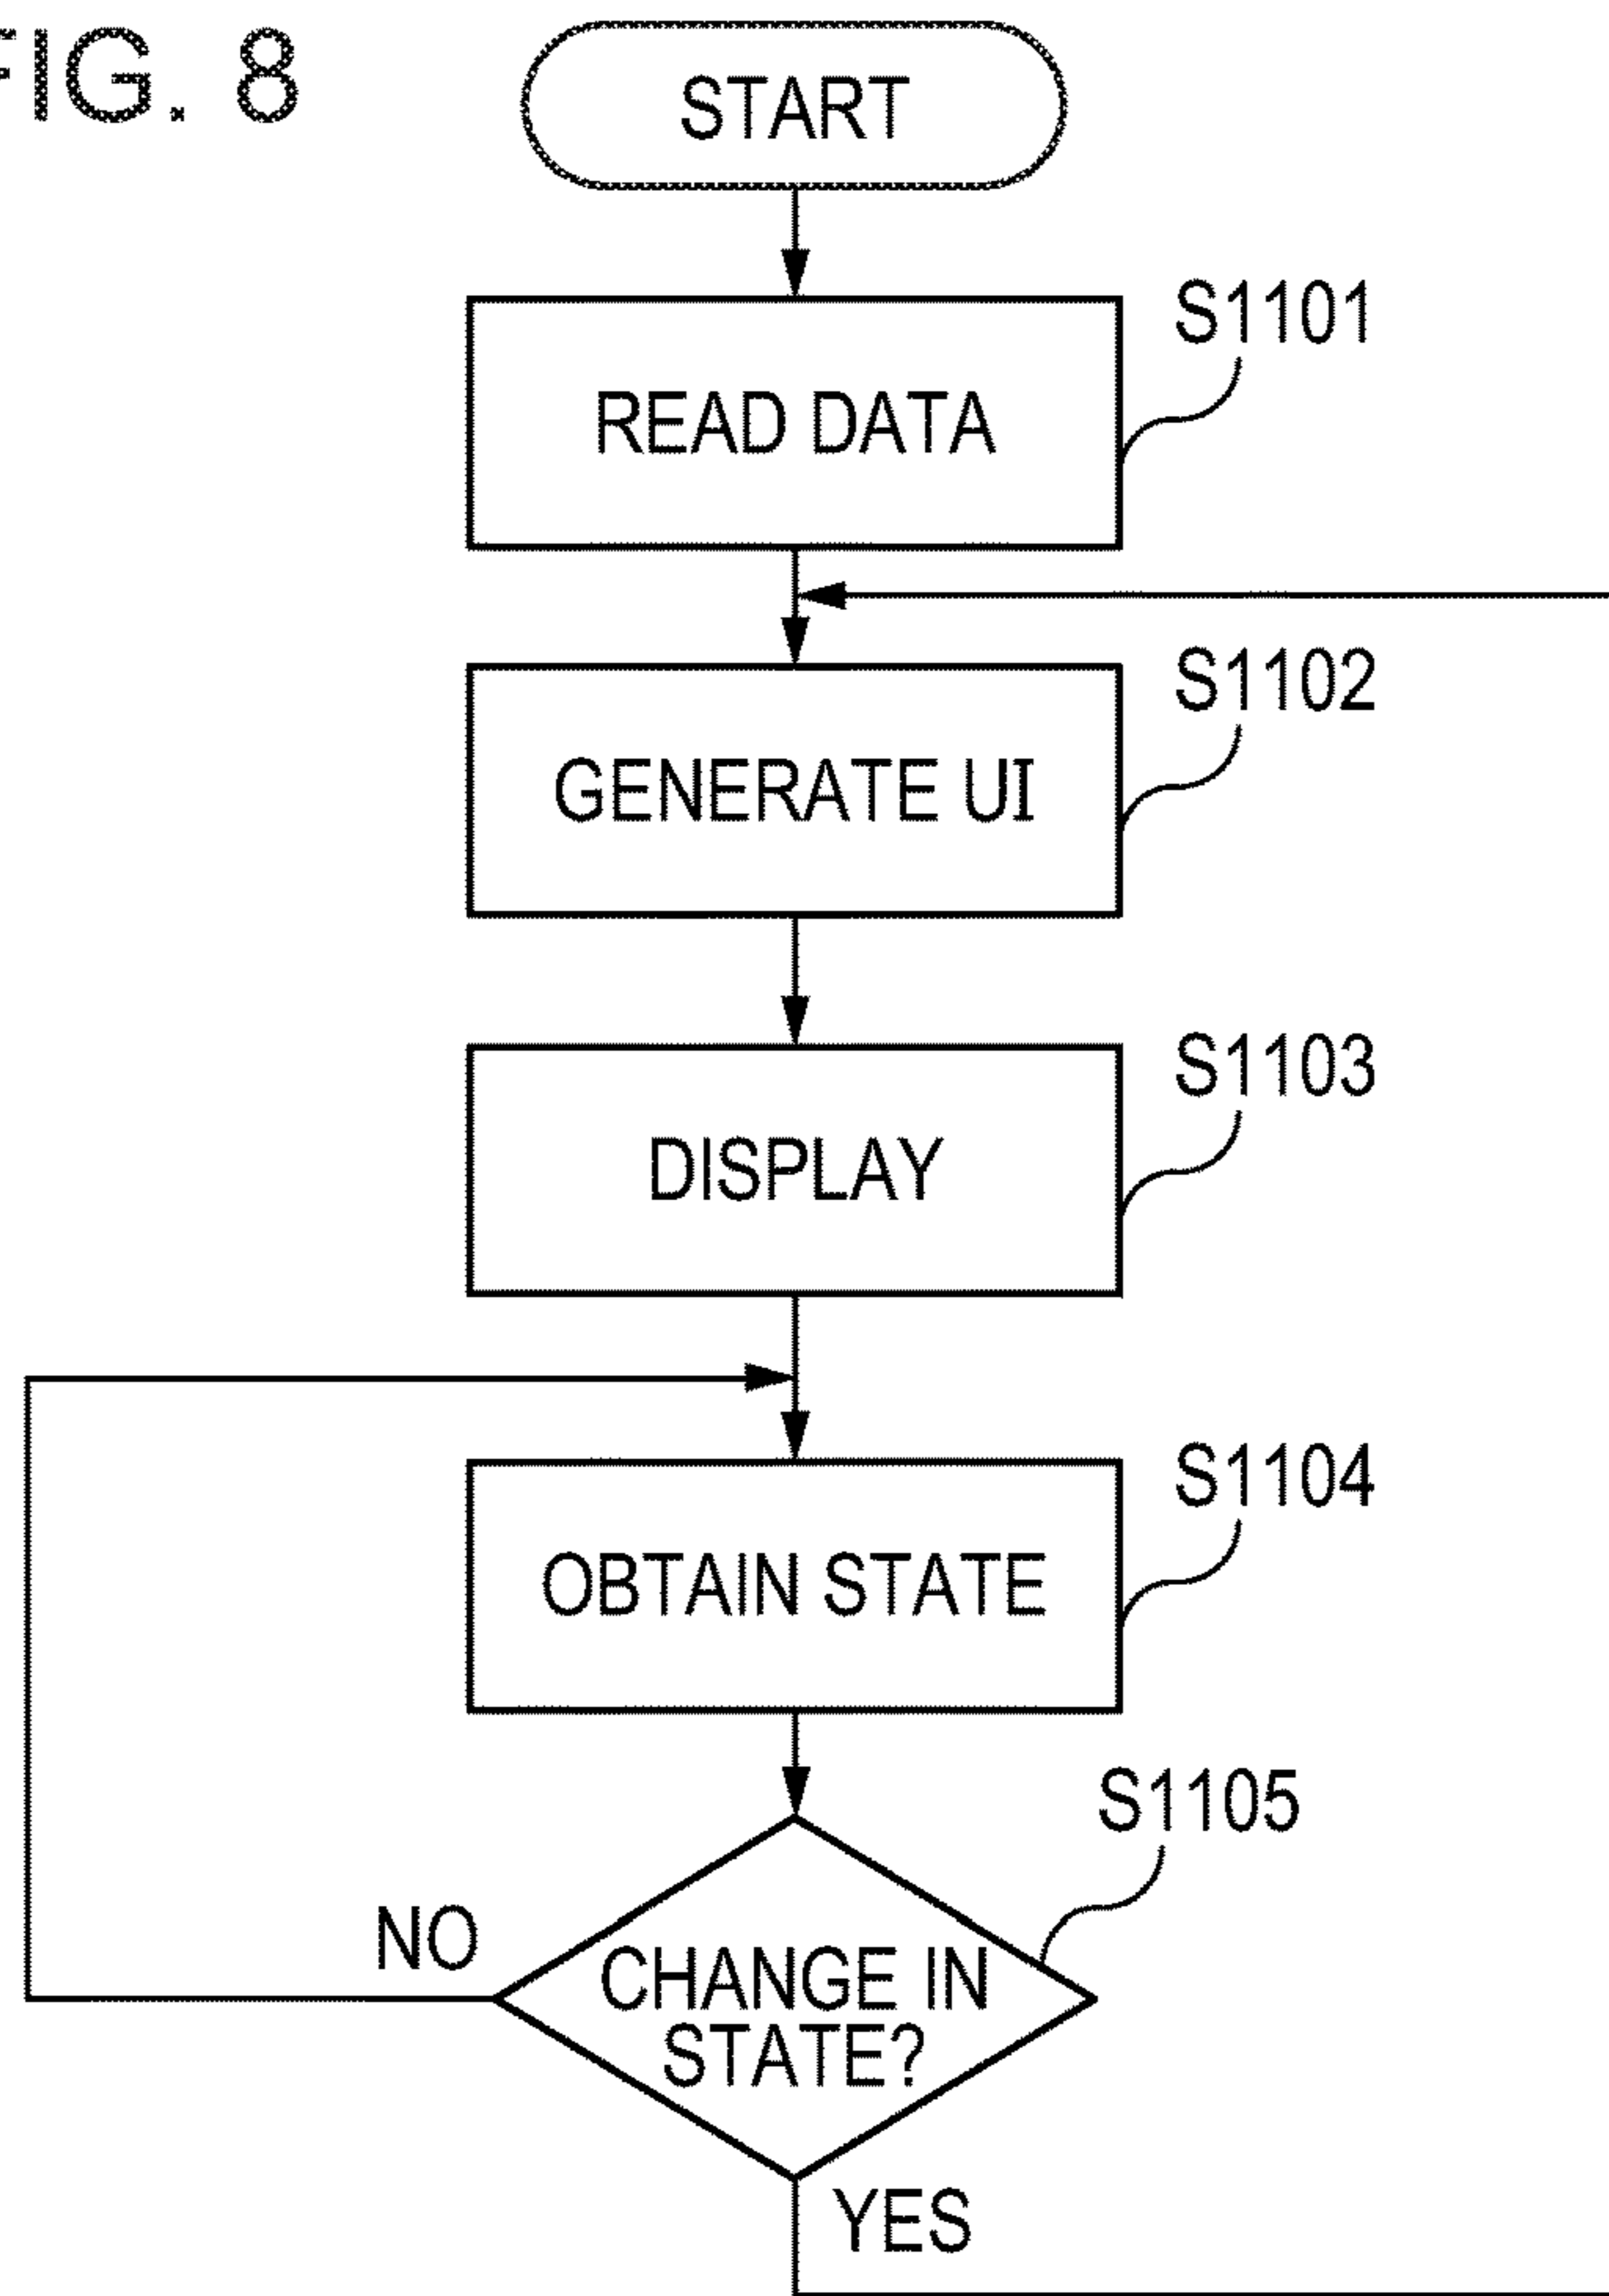 FIG. 8
START
S1101
READ DATA
S1102
GENERATE UI
S1103
DISPLAY
S1104
OBTAIN STATE
S1105
NO
CHANGE IN
STATE?
YES